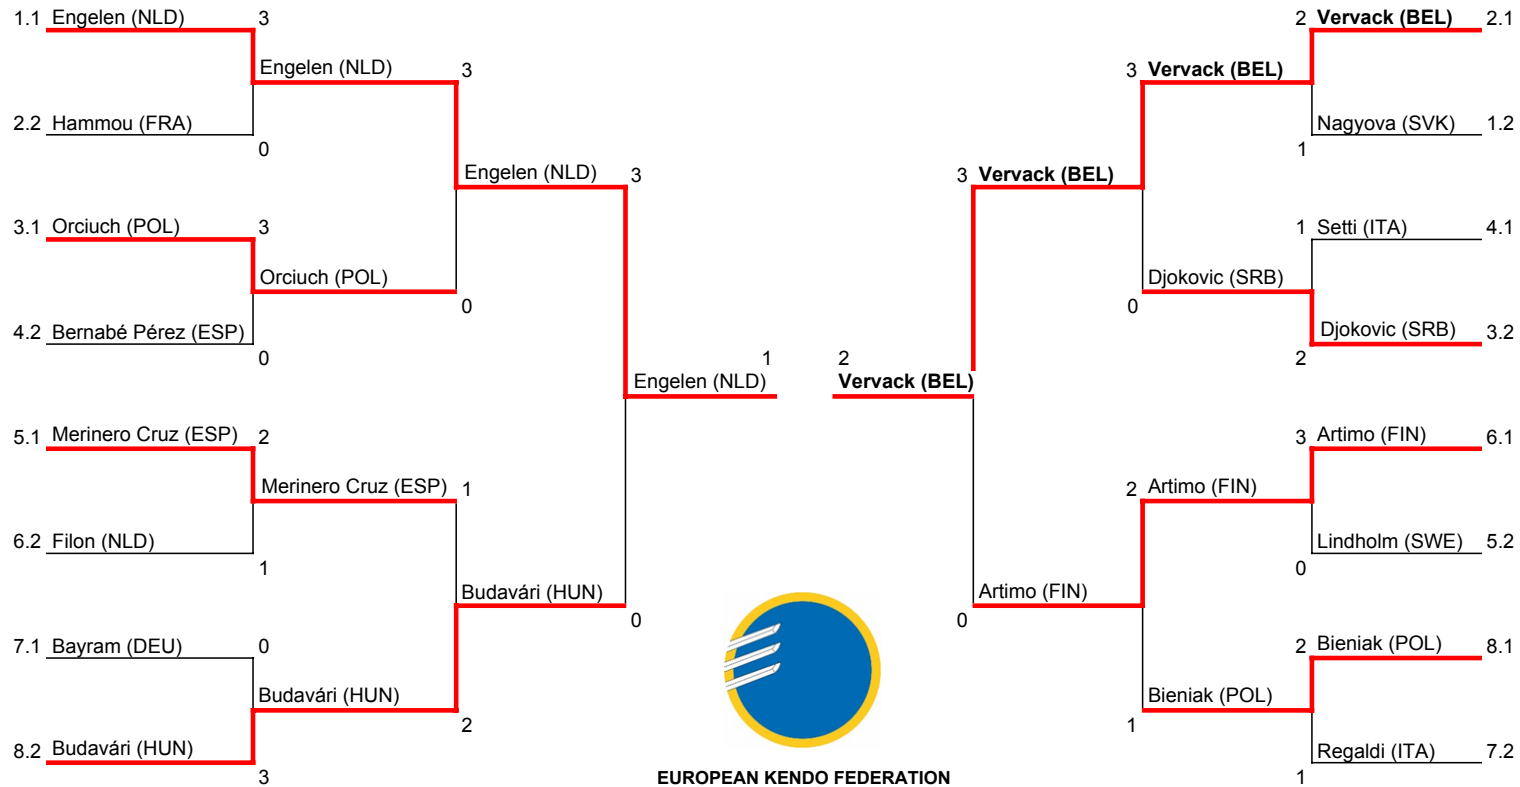 1.1 Engelen (NLD) 3
2 Vervack (BEL) 2.1
Engelen (NLD) 3
3 Vervack (BEL)
2.2 Hammou (FRA)
Nagyova (SVK) 1.2
0
1
Engelen (NLD) 3
3 Vervack (BEL)
3.1 Orciuch (POL) 3
1 Setti (ITA) 4.1
Orciuch (POL)
Djokovic (SRB)
0
0
4.2 Bernabé Pérez (ESP)
Djokovic (SRB) 3.2
0
2
1
2
Engelen (NLD)
Vervack (BEL)
5.1 Merinero Cruz (ESP) 2
3 Artimo (FIN) 6.1
Merinero Cruz (ESP) 1
2 Artimo (FIN)
6.2 Filon (NLD)
Lindholm (SWE) 5.2
1
0
Budavári (HUN)
Artimo (FIN)
0
0
7.1 Bayram (DEU) 0
2 Bieniak (POL) 8.1
Budavári (HUN)
Bieniak (POL)
2
1
8.2 Budavári (HUN)
Regaldi (ITA) 7.2
3
1
EUROPEAN KENDO FEDERATION